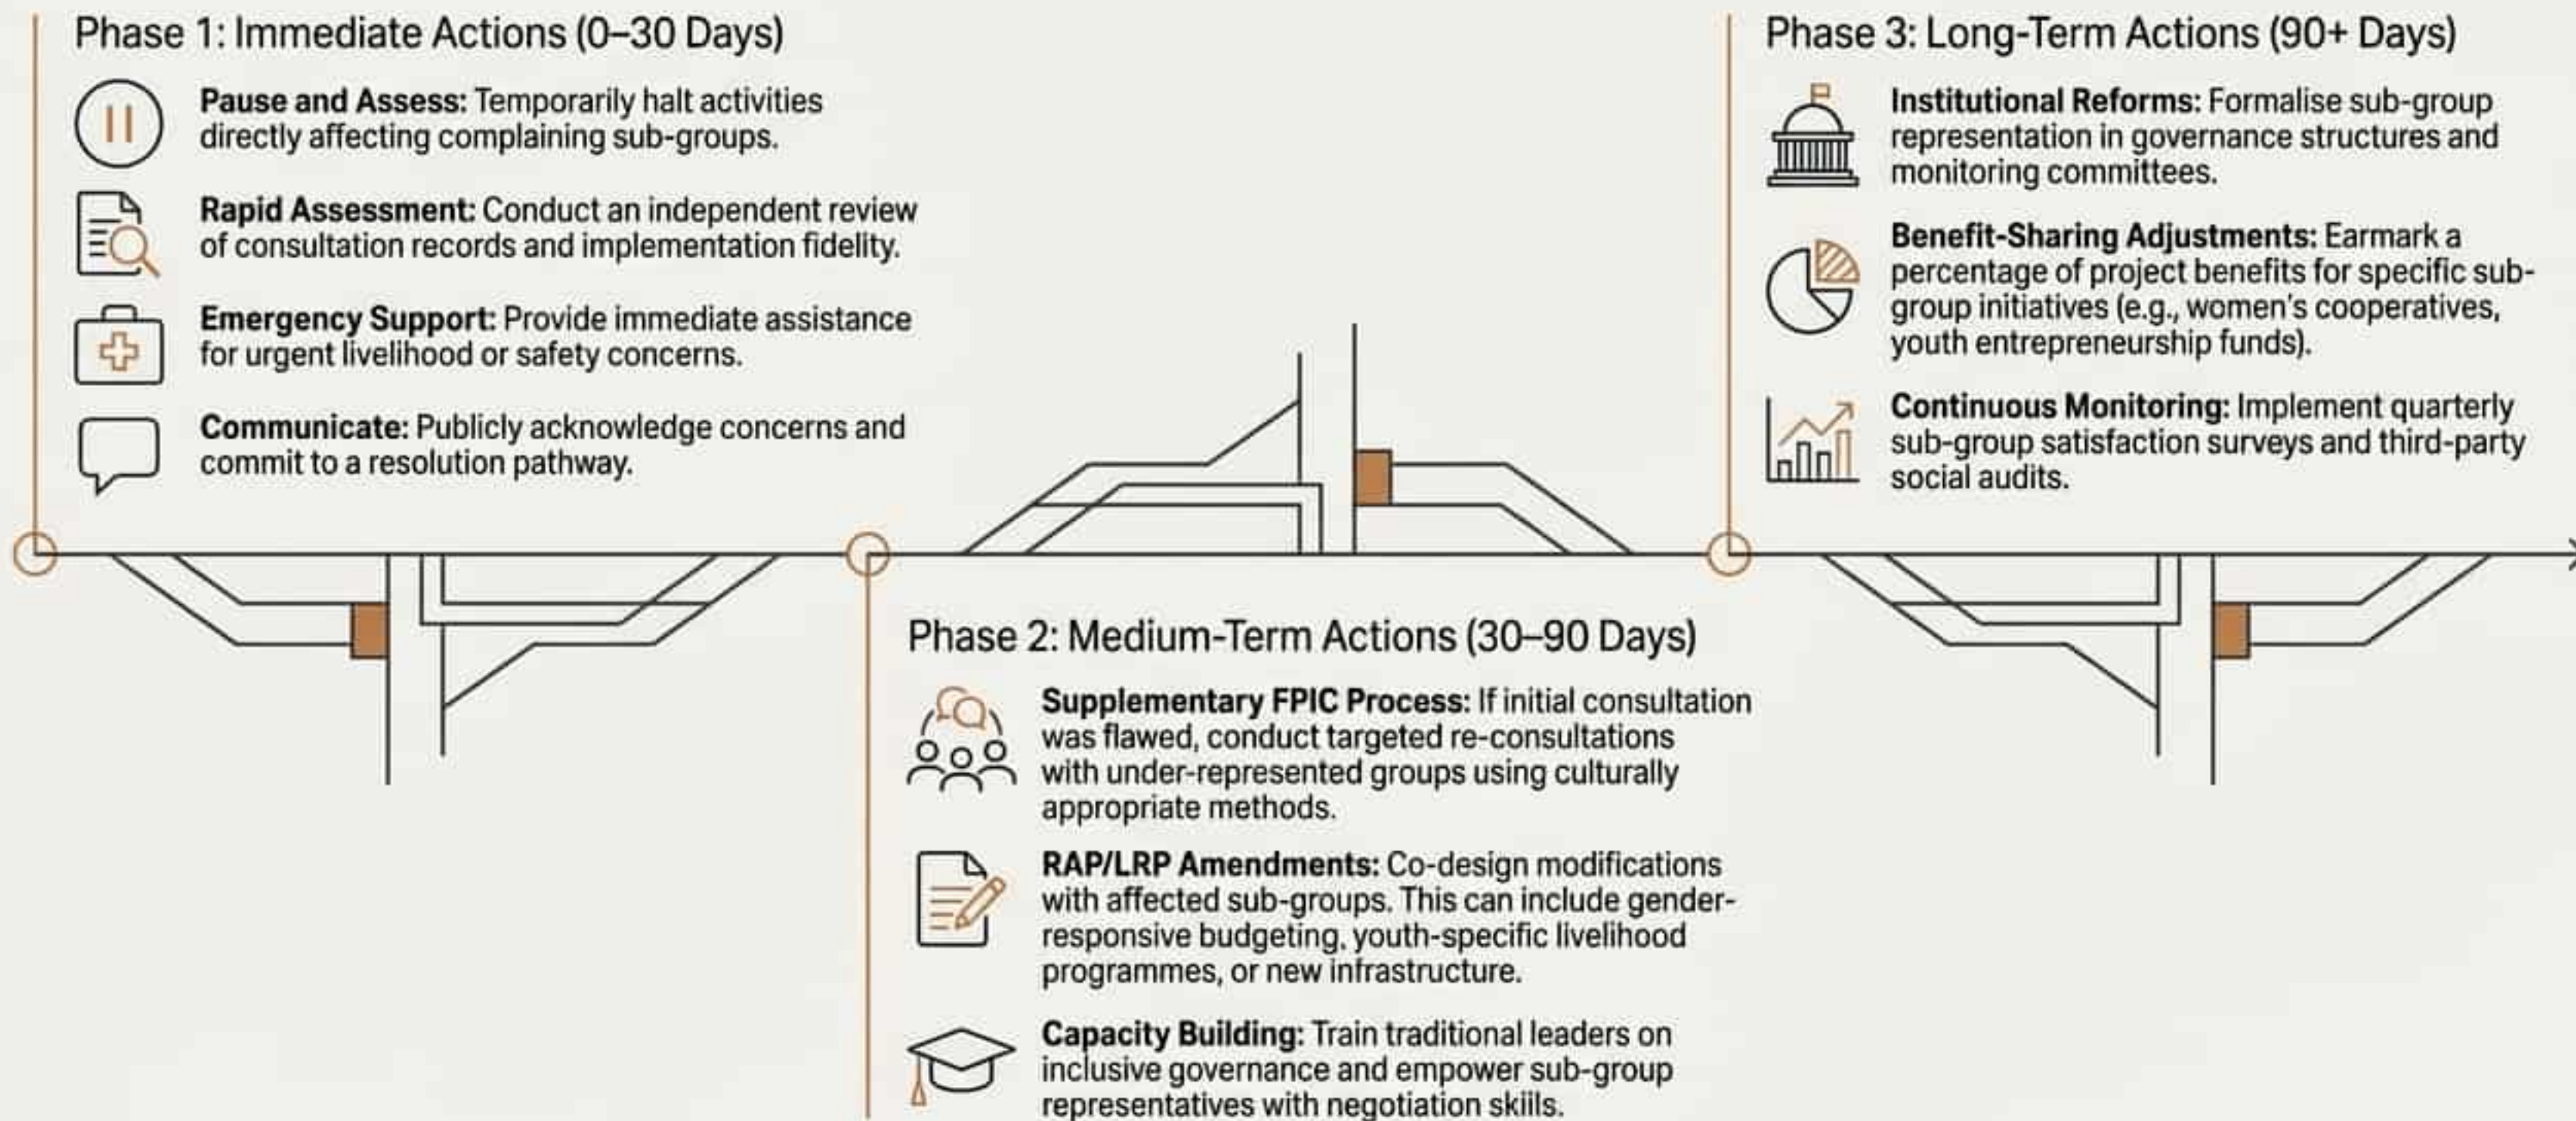 Phase 1: Immediate Actions (0–30 Days)
Pause and Assess: Temporarily halt activities
directly affecting complaining sub-groups.
Rapid Assessment: Conduct an independent review
of consultation records and implementation fidelity.
Emergency Support: Provide immediate assistance
for urgent livelihood or safety concerns.
Communicate: Publicly acknowledge concerns and
commit to a resolution pathway.
Phase 2: Medium-Term Actions (30–90 Days)
Supplementary FPIC Process: If initial consultation
was flawed, conduct targeted re-consultations
with under-represented groups using culturally
appropriate methods.
RAP/LRP Amendments: Co-design modifications
with affected sub-groups. This can include gender-
responsive budgeting, youth-specific livelihood
programmes, or new infrastructure.
Capacity Building: Train traditional leaders on
inclusive governance and empower sub-group
representatives with negotiation skills.
Phase 3: Long-Term Actions (90+ Days)
Institutional Reforms: Formalise sub-group
representation in governance structures and
monitoring committees.
Benefit-Sharing Adjustments: Earmark a
percentage of project benefits for specific sub-
group initiatives (e.g., women's cooperatives,
youth entrepreneurship funds).
Continuous Monitoring: Implement quarterly
sub-group satisfaction surveys and third-party
social audits.